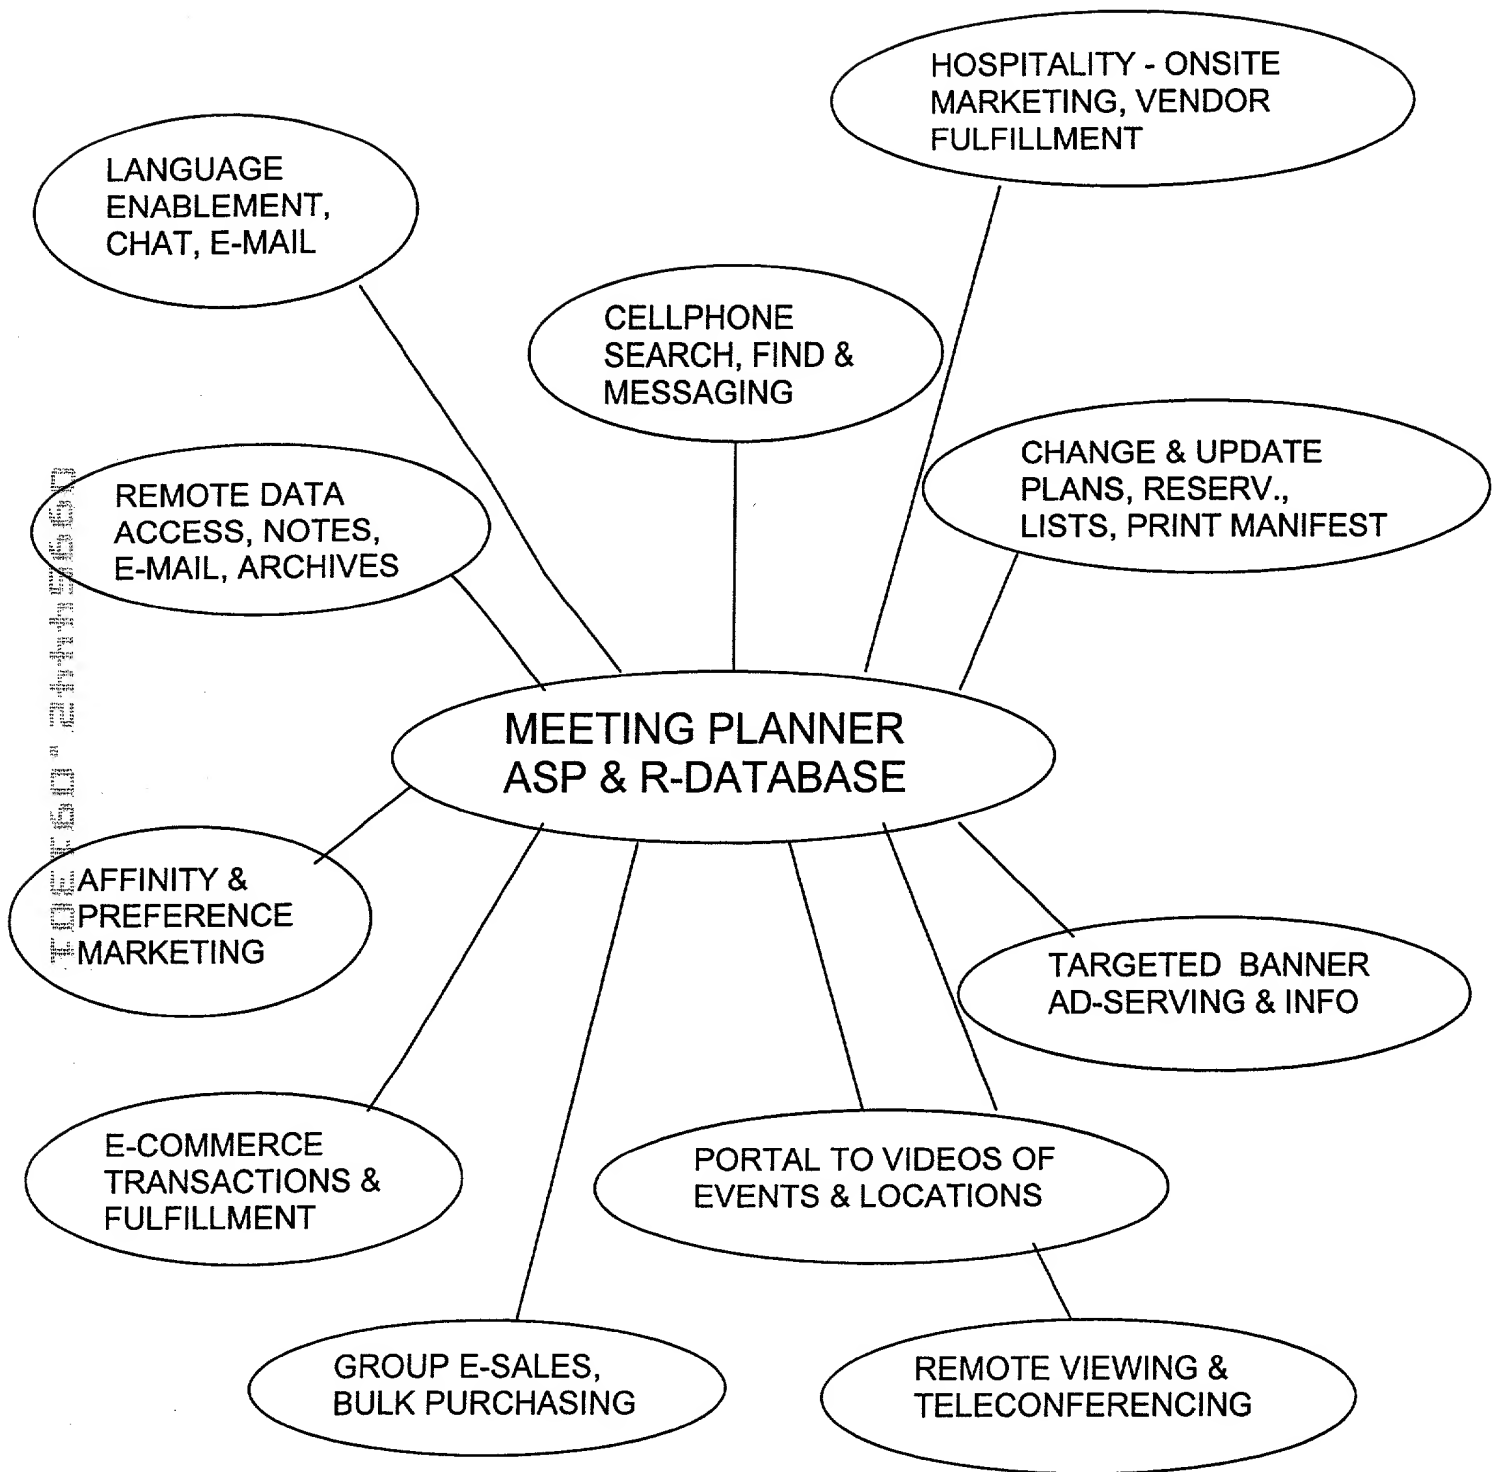 HOSPITALITY - ONSITE
MARKETING, VENDOR
FULFILLMENT
LANGUAGE
ENABLEMENT,
CHAT, E-MAIL
CELLPHONE
SEARCH, FIND &
MESSAGING
CHANGE & UPDATE
PLANS, RESERV.,
LISTS, PRINT MANIFEST
REMOTE DATA
ACCESS, NOTES,
E-MAIL, ARCHIVES
MEETING PLANNER
ASP & R-DATABASE
AFFINITY &
PREFERENCE
MARKETING
TARGETED BANNER
AD-SERVING & INFO
E-COMMERCE
TRANSACTIONS &
FULFILLMENT
PORTAL TO VIDEOS OF
EVENTS & LOCATIONS
GROUP E-SALES,
BULK PURCHASING
REMOTE VIEWING &
TELECONFERENCING